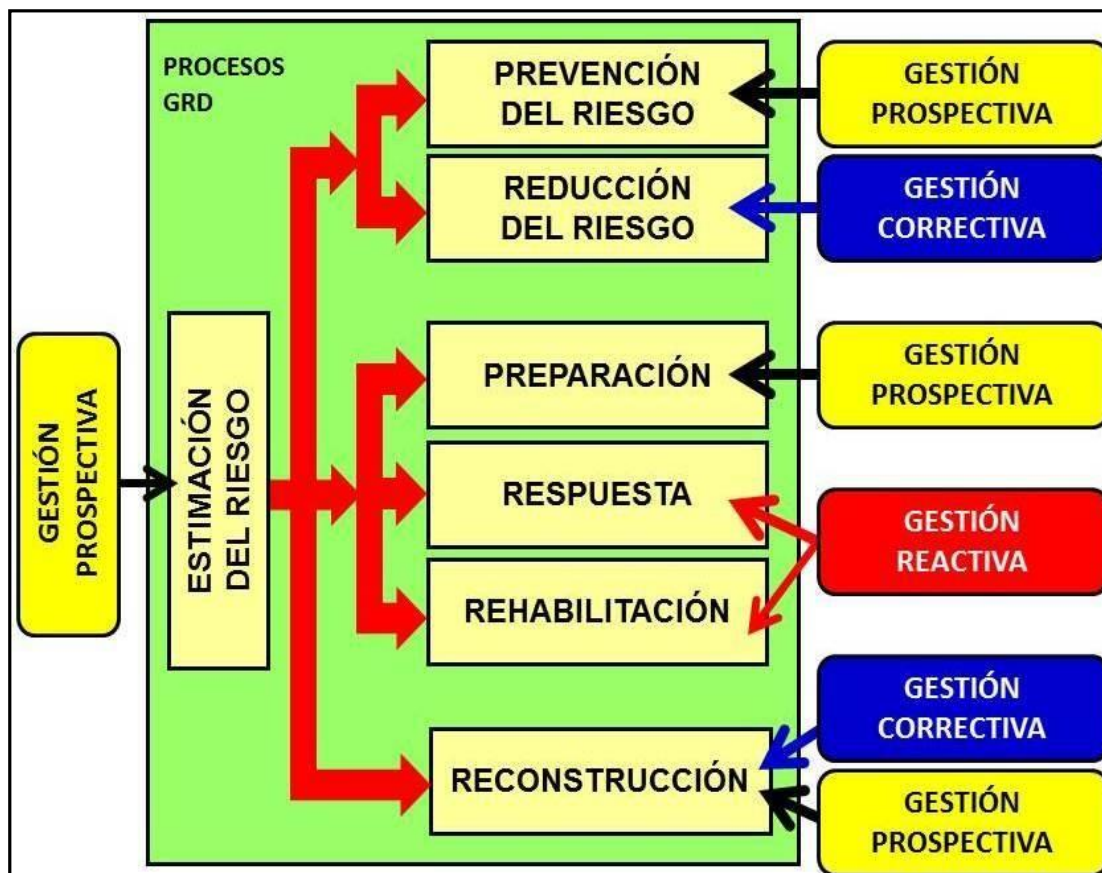 PROCESOS
GRD
GESTIÓN
PROSPECTIVA
ESTIMACIÓN
DEL RIESGO
PREVENCIÓN
DEL RIESGO
GESTIÓN
PROSPECTIVA
REDUCCIÓN
DEL RIESGO
GESTIÓN
CORRECTIVA
PREPARACIÓN
GESTIÓN
PROSPECTIVA
RESPUESTA
GESTIÓN
REACTIVA
REHABILITACIÓN
RECONSTRUCCIÓN
GESTIÓN
CORRECTIVA
GESTIÓN
PROSPECTIVA